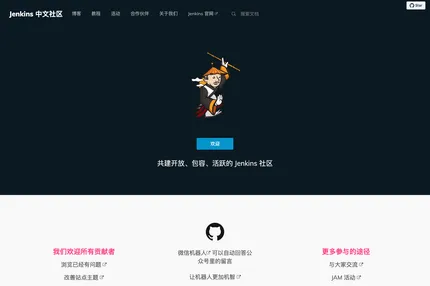 Jenkins 中文社区
博客
教程
活动
合作伙伴
关于我们
Jenkins 官网
搜索文档
Star
欢迎
共建开放、包容、活跃的 Jenkins 社区
我们欢迎所有贡献者
浏览已经有问题
改善站点主题
微信机器人 可以自动回答公
众号里的留言
让机器人更加机智
更多参与的途径
与大家交流
JAM 活动